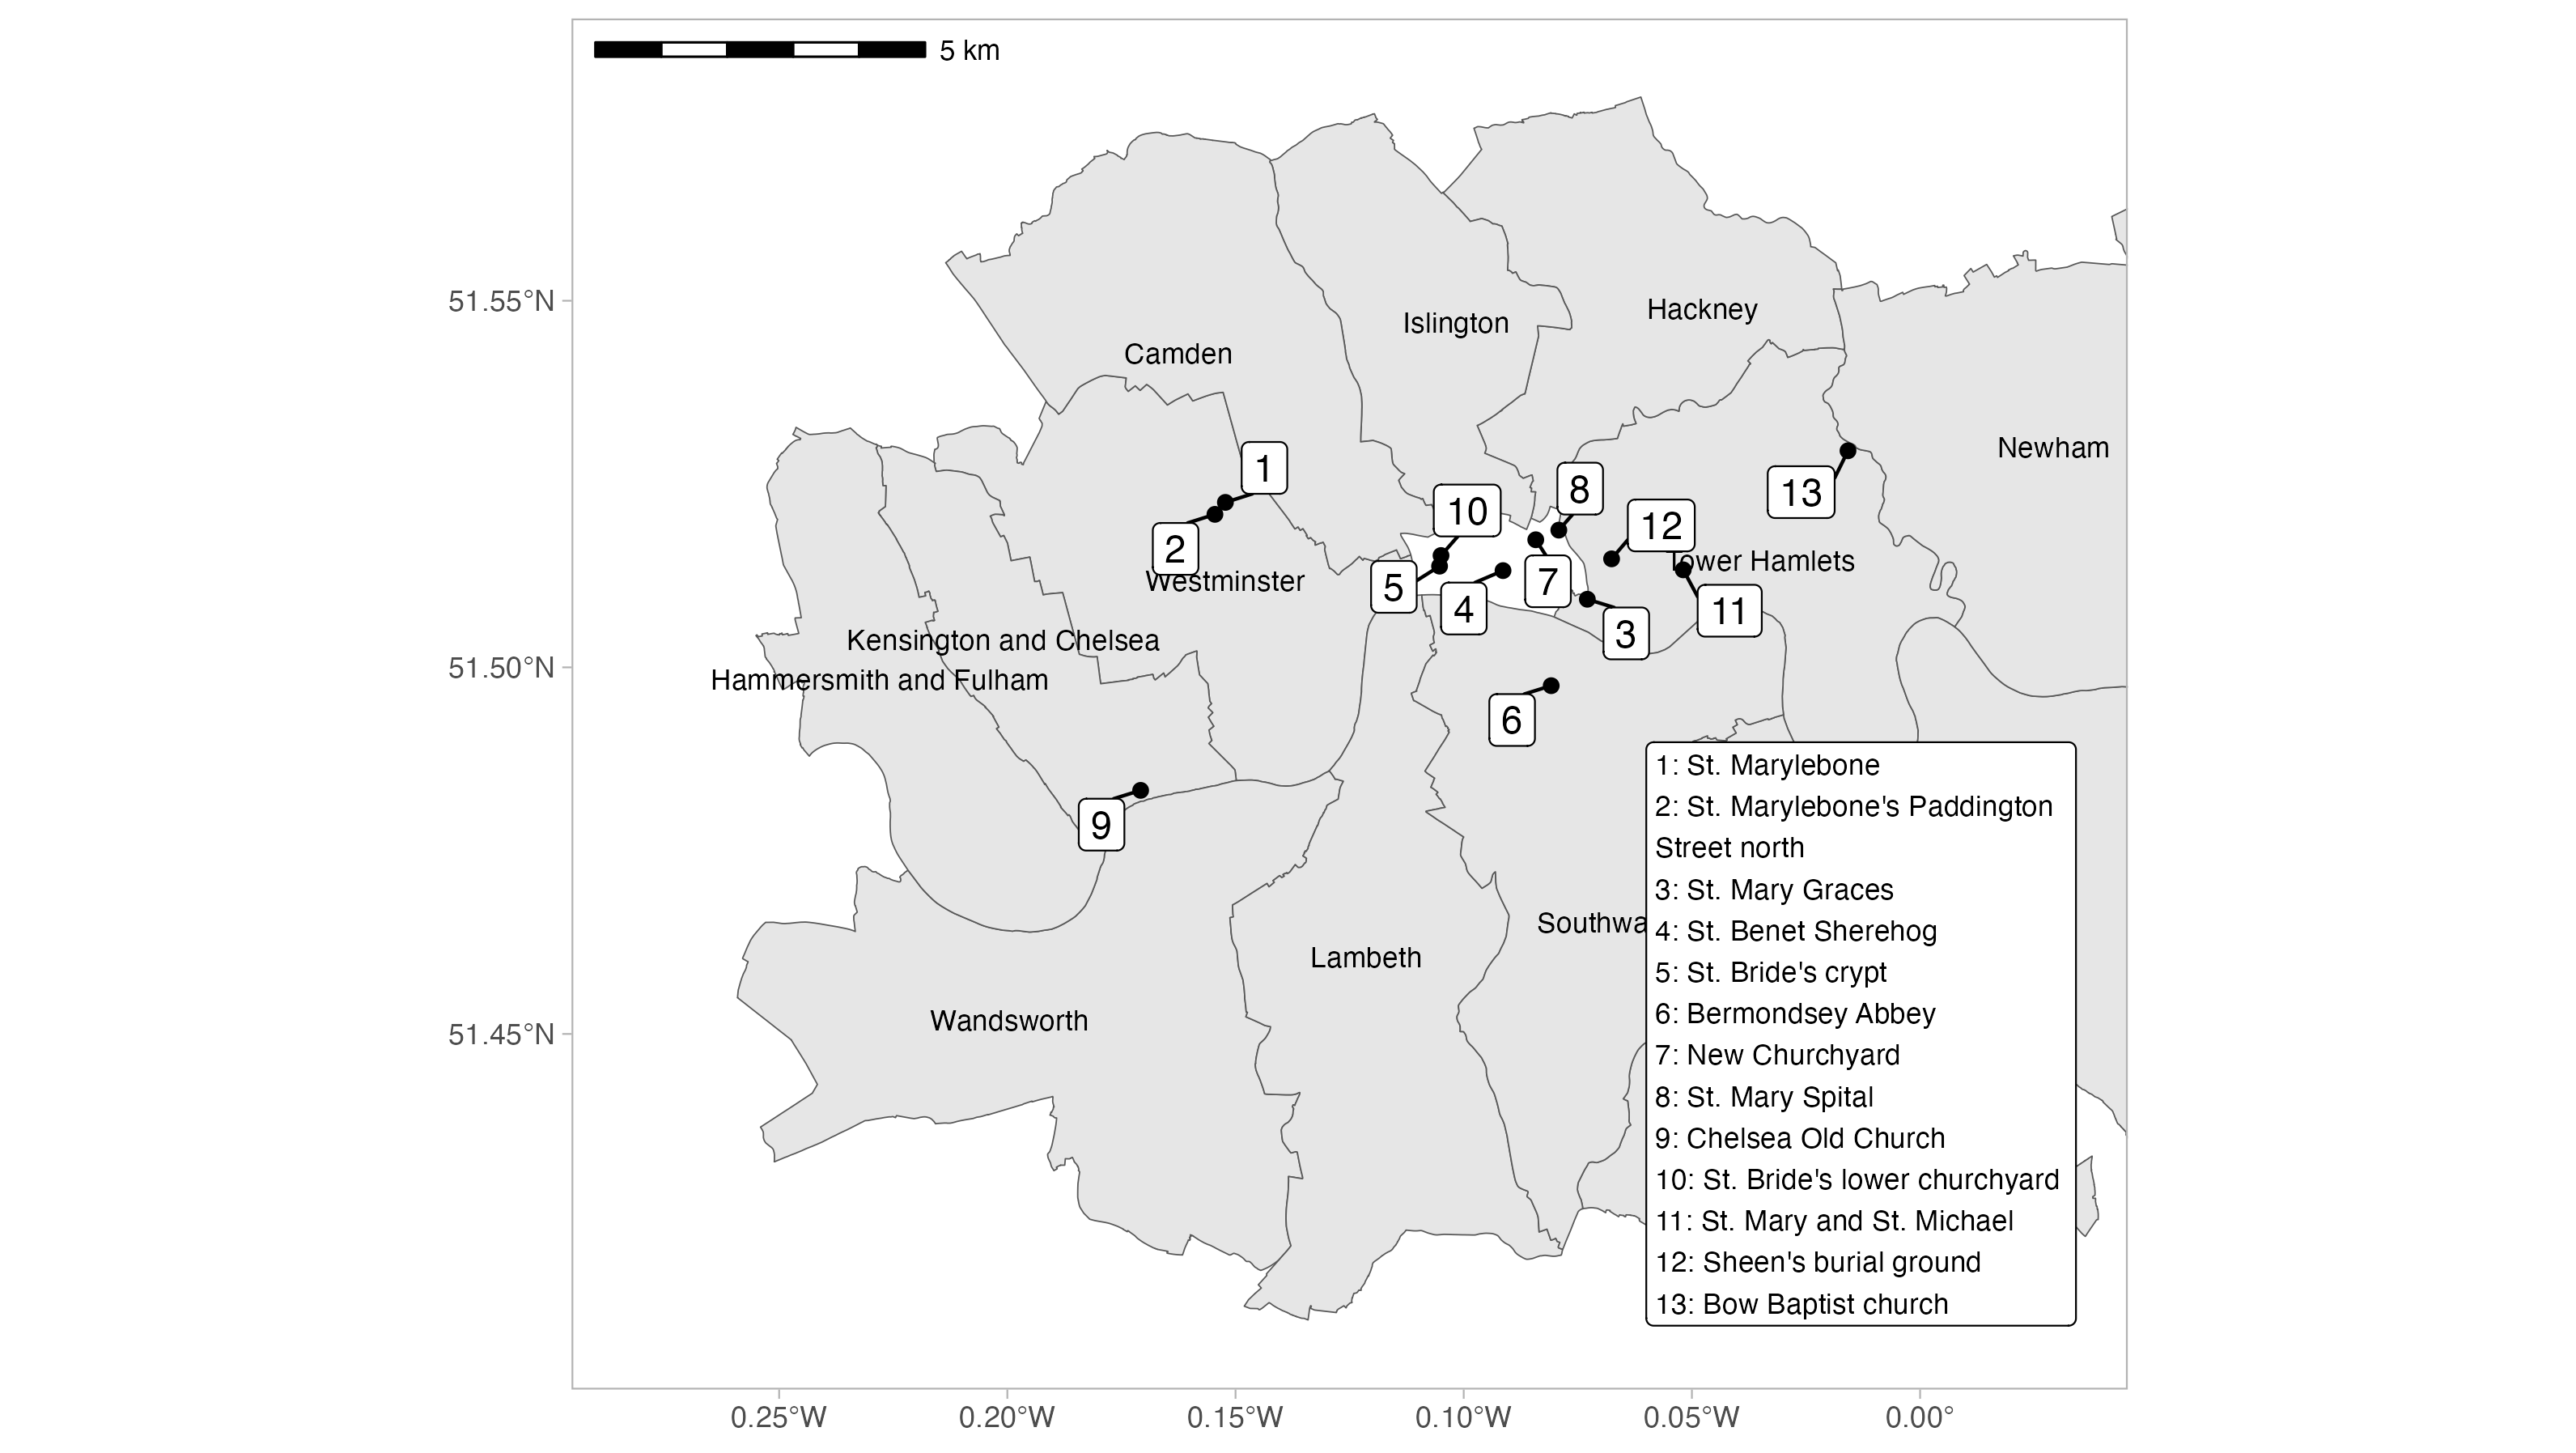 5 km
51.55°N
51.50°N
51.45°N
Camden
Islington
Hackney
Newham
Westminster
Tower Hamlets
Kensington and Chelsea
Hammersmith and Fulham
Wandsworth
Lambeth
Southwa
1
2
10
8
12
13
5
4
7
3
11
6
9
1: St. Marylebone
2: St. Marylebone's Paddington
Street north
3: St. Mary Graces
4: St. Benet Sherehog
5: St. Bride's crypt
6: Bermondsey Abbey
7: New Churchyard
8: St. Mary Spital
9: Chelsea Old Church
10: St. Bride's lower churchyard
11: St. Mary and St. Michael
12: Sheen's burial ground
13: Bow Baptist church
0.25°W
0.20°W
0.15°W
0.10°W
0.05°W
0.00°